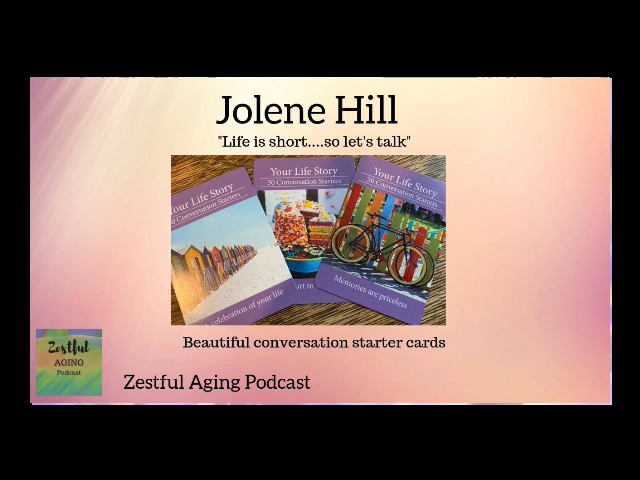 Jolene Hill
"Life is short....so let's talk"
Your Life Story
50 Conversation Starters
Your Life Story
50 Conversation Starters
Your Life Story
50 Conversation Starters
celebration of your life
Memories are priceless
Beautiful conversation starter cards
Zestful
AGING
Podcast
Zestful Aging Podcast